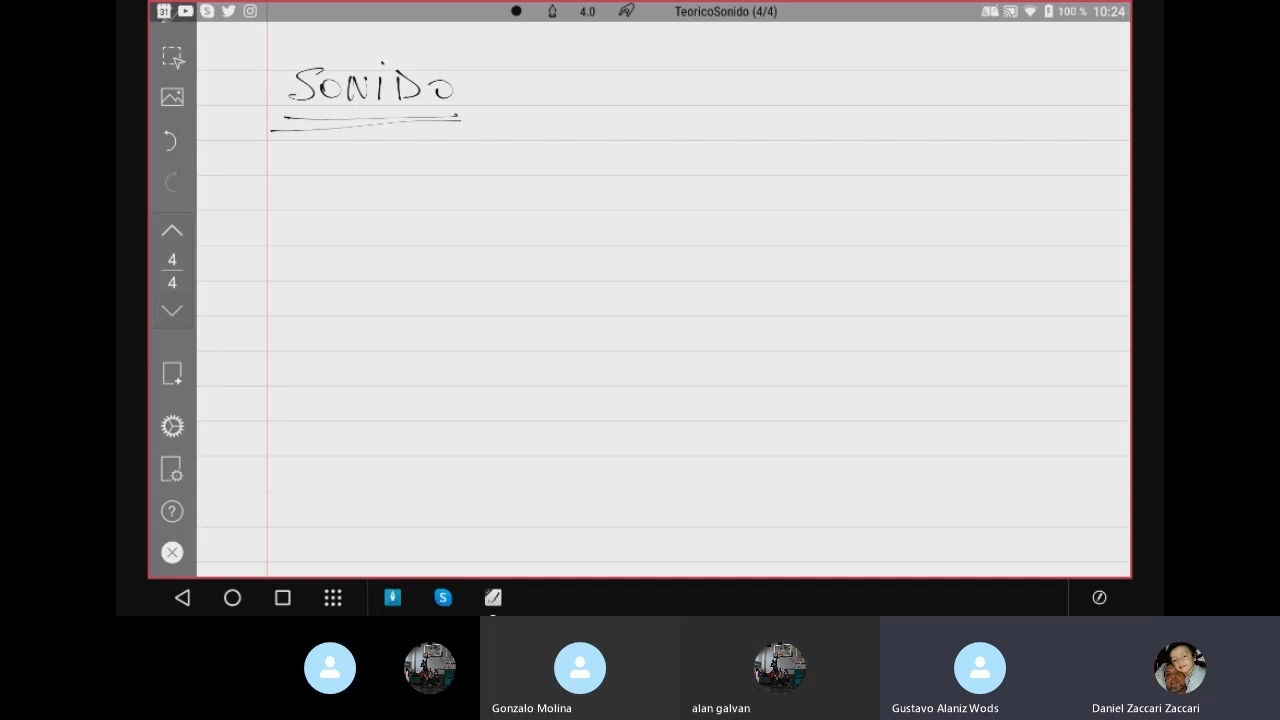 31 4.0 TeoricoSonido (4/4) 100 % 10:24
SONIDO
4
4
?
Gonzalo Molina alan galvan Gustavo Alaniz Wods Daniel Zaccari Zaccari